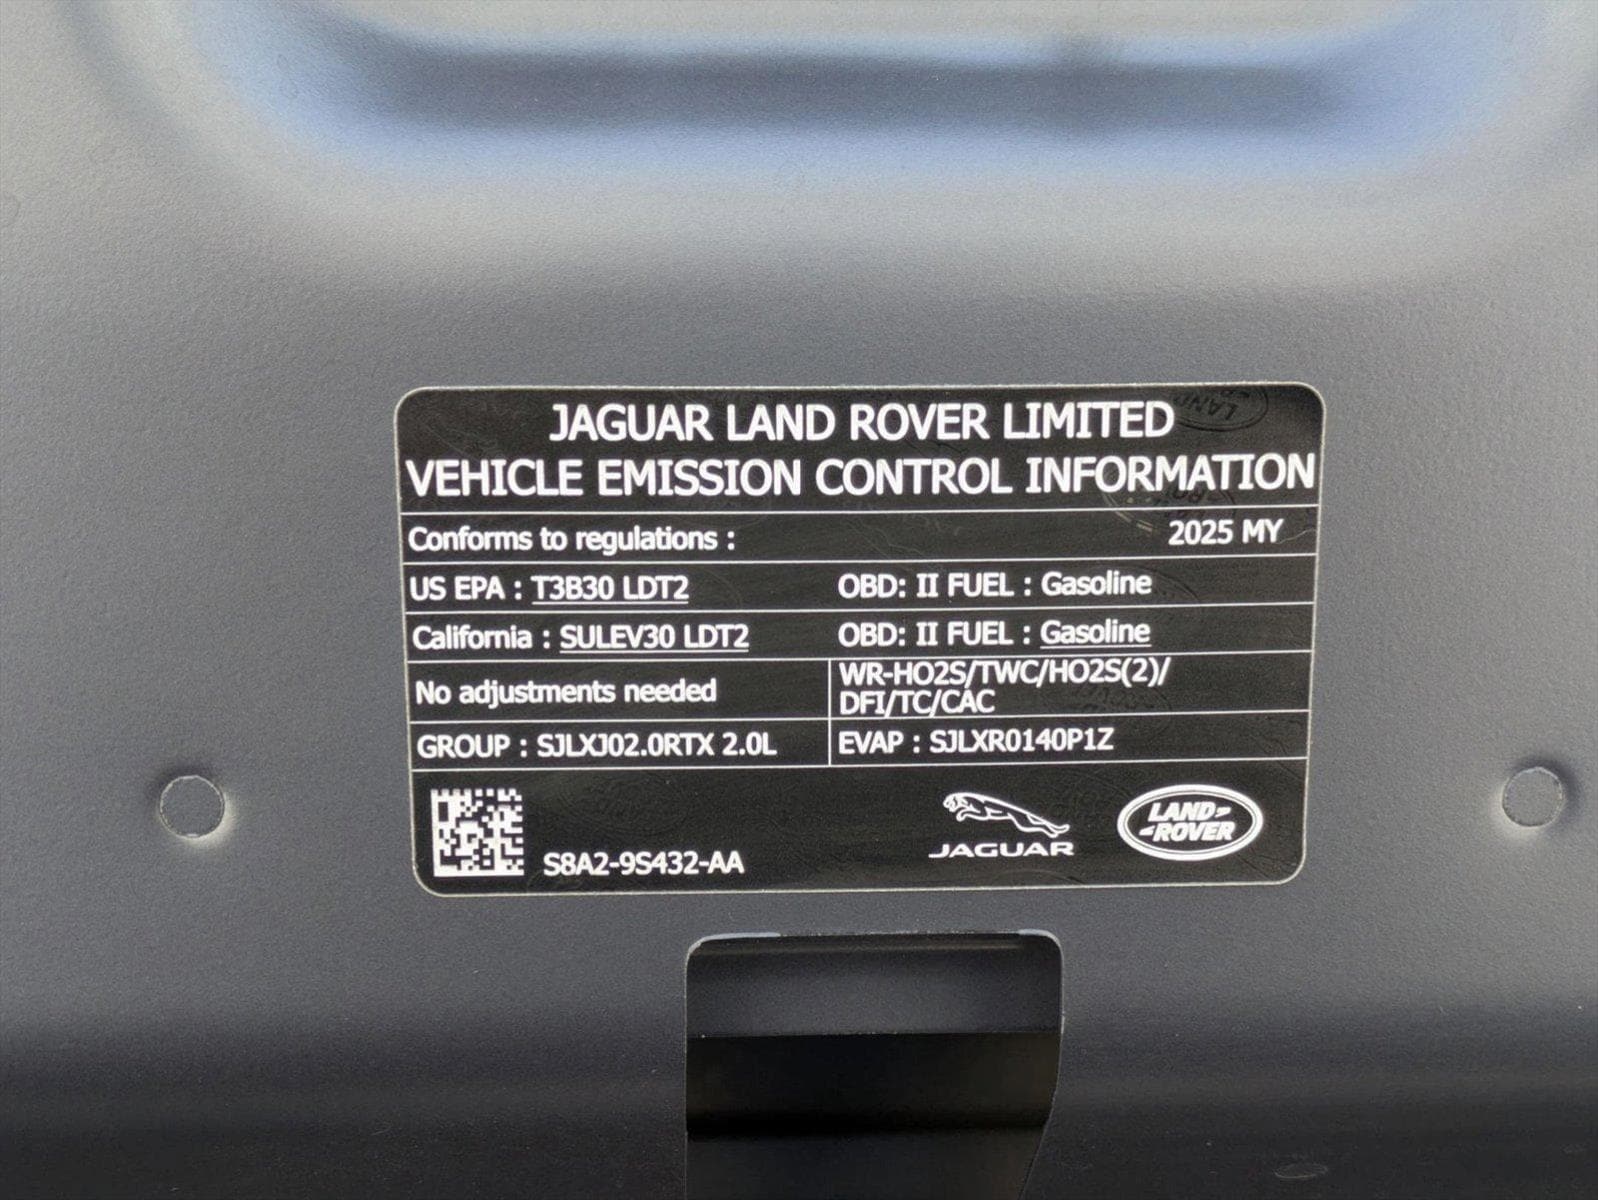 JAGUAR LAND ROVER LIMITED
VEHICLE EMISSION CONTROL INFORMATION
Conforms to regulations : 2025 MY
US EPA : T3B30 LDT2 OBD: II FUEL : Gasoline
California : SULEV30 LDT2 OBD: II FUEL : Gasoline
No adjustments needed
WR-HO2S/TWC/HO2S(2)/
DFI/TC/CAC
GROUP : SJLXJ02.0RTX 2.0L EVAP : SJLXR0140P1Z
S8A2-9S432-AA
JAGUAR
LAND
ROVER